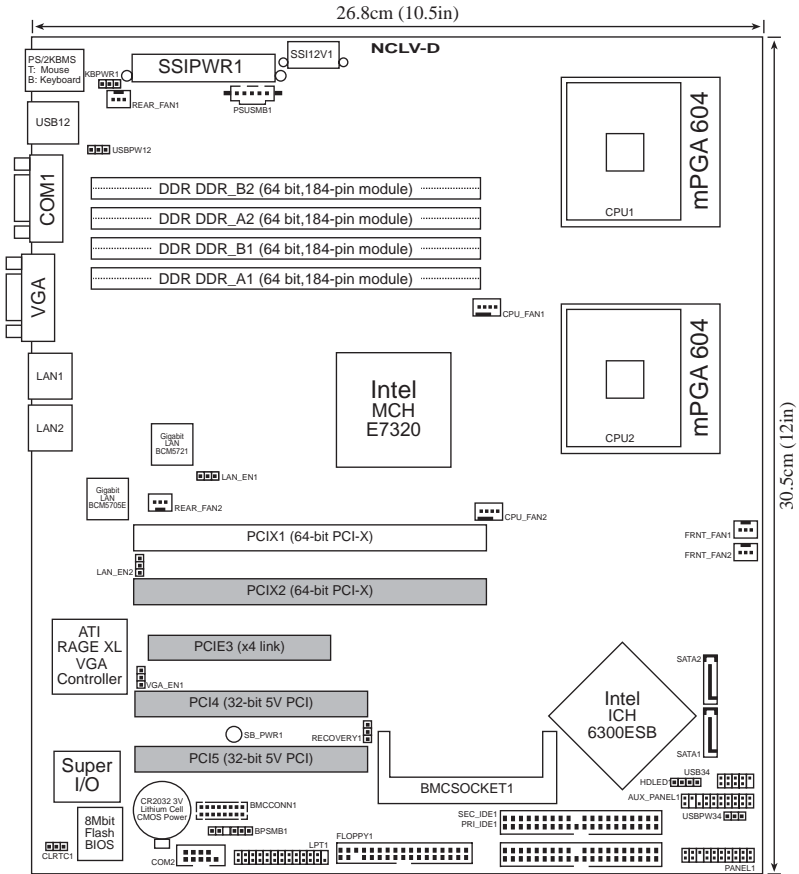 26.8cm (10.5in)
NCLV-D
PS/2KBMS
T: Mouse
B: Keyboard
KBPWR1
SSIPWR1
SSI12V1
REAR_FAN1
PSUSMB1
USB12
USBPW12
mPGA 604
CPU1
COM1
DDR DDR_B2 (64 bit,184-pin module)
DDR DDR_A2 (64 bit,184-pin module)
DDR DDR_B1 (64 bit,184-pin module)
DDR DDR_A1 (64 bit,184-pin module)
VGA
CPU_FAN1
LAN1
LAN2
Intel
MCH
E7320
mPGA 604
CPU2
30.5cm (12in)
Gigabit
LAN
BCM5721
LAN_EN1
Gigabit
LAN
BCM5705E
REAR_FAN2
CPU_FAN2
FRNT_FAN1
FRNT_FAN2
PCIX1 (64-bit PCI-X)
LAN_EN2
PCIX2 (64-bit PCI-X)
ATI
RAGE XL
VGA
Controller
PCIE3 (x4 link)
VGA_EN1
PCI4 (32-bit 5V PCI)
SB_PWR1
RECOVERY1
PCI5 (32-bit 5V PCI)
Intel
ICH
6300ESB
SATA2
SATA1
Super
I/O
BMCSOCKET1
USB34
HDLED1
AUX_PANEL1
USBPW34
CR2032 3V
Lithium Cell
CMOS Power
BMCCONN1
8Mbit
Flash
BIOS
BPSMB1
SEC_IDE1
PRI_IDE1
CLRTC1
COM2
LPT1
FLOPPY1
PANEL1